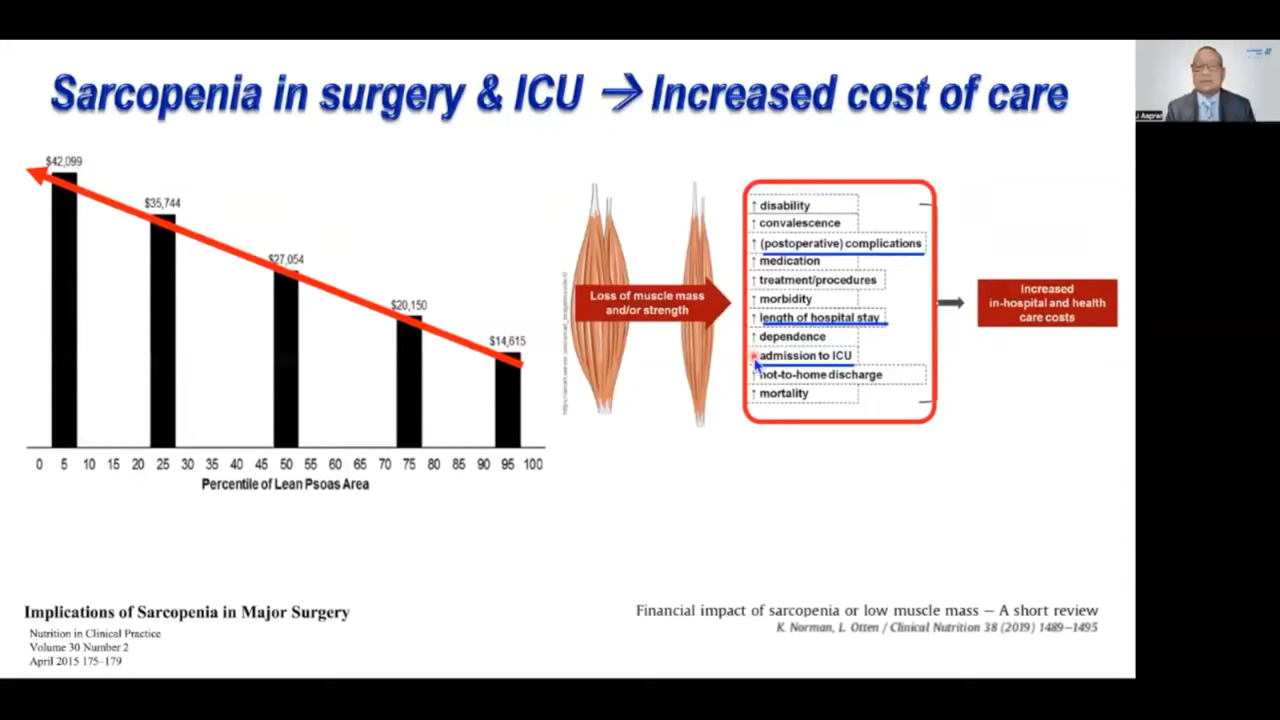 Sarcopenia in surgery & ICU → Increased cost of care
$42,099
$35,744
$27,054
$20,150
$14,615
0 5 10 15 20 25 30 35 40 45 50 55 60 65 70 75 80 85 90 95 100
Percentile of Lean Psoas Area
Loss of muscle mass
and/or strength
↑ disability
↑ convalescence
↑ (postoperative) complications
↑ medication
↑ treatment/procedures
↑ morbidity
↑ length of hospital stay
↑ dependence
admission to ICU
↑ not-to-home discharge
↑ mortality
Increased
in-hospital and health
care costs
Implications of Sarcopenia in Major Surgery
Nutrition in Clinical Practice
Volume 30 Number 2
April 2015 175–179
Financial impact of sarcopenia or low muscle mass – A short review
K. Norman, L. Otten / Clinical Nutrition 38 (2019) 1489–1495